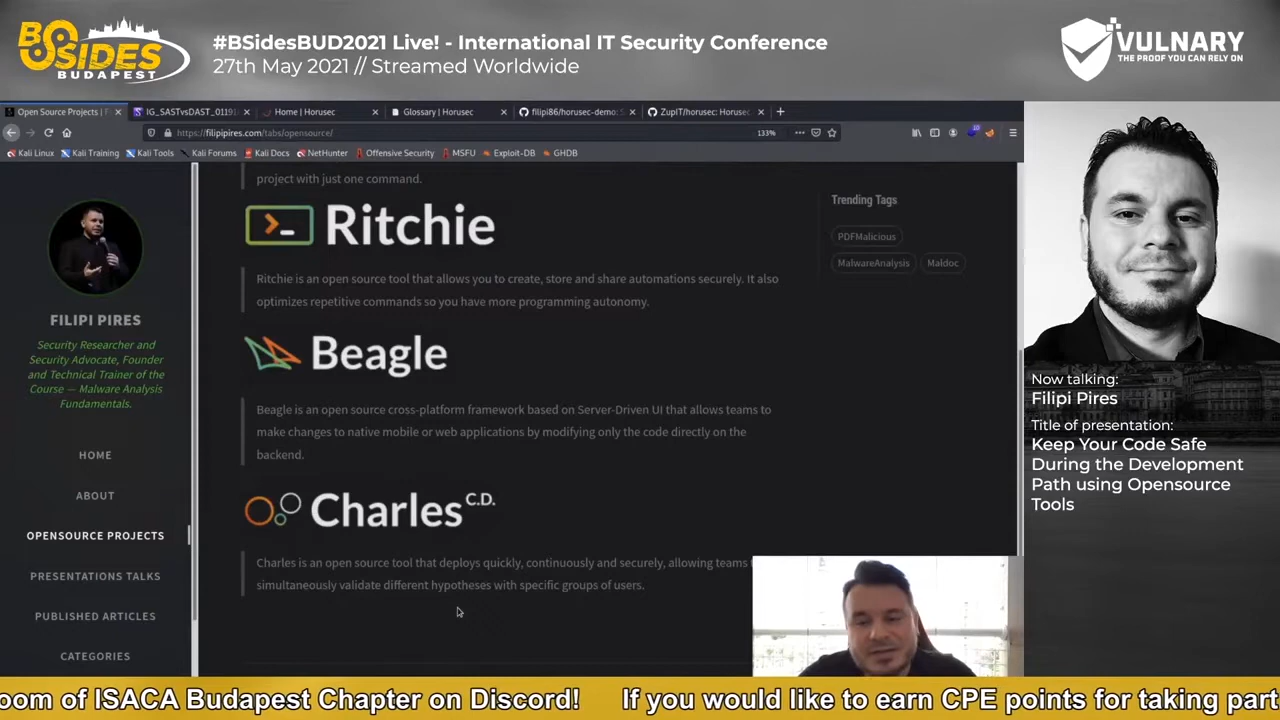 BSIDES
BUDAPEST
#BSidesBUD2021 Live! - International IT Security Conference
27th May 2021 // Streamed Worldwide
VULNARY
THE PROOF YOU CAN RELY ON
Open Source Projects | F
IG_SASTvsDAST_0119
Home | Horusec
Glossary | Horusec
filipi86/horusec-demo: S
ZupIT/horusec: Horusec
https://filipipires.com/tabs/opensource/
133%
Kali Linux
Kali Training
Kali Tools
Kali Forums
Kali Docs
NetHunter
Offensive Security
MSFU
Exploit-DB
GHDB
FILIPI PIRES
Security Researcher and
Security Advocate, Founder
and Technical Trainer of the
Course — Malware Analysis
Fundamentals.
HOME
ABOUT
OPENSOURCE PROJECTS
PRESENTATIONS TALKS
PUBLISHED ARTICLES
CATEGORIES
project with just one command.
Ritchie
Ritchie is an open source tool that allows you to create, store and share automations securely. It also
optimizes repetitive commands so you have more programming autonomy.
Beagle
Beagle is an open source cross-platform framework based on Server-Driven UI that allows teams to
make changes to native mobile or web applications by modifying only the code directly on the
backend.
Charles C.D.
Charles is an open source tool that deploys quickly, continuously and securely, allowing teams
simultaneously validate different hypotheses with specific groups of users.
Trending Tags
PDFMalicious
MalwareAnalysis
Maldoc
Now talking:
Filipi Pires
Title of presentation:
Keep Your Code Safe
During the Development
Path using Opensource
Tools
oom of ISACA Budapest Chapter on Discord! If you would like to earn CPE points for taking part